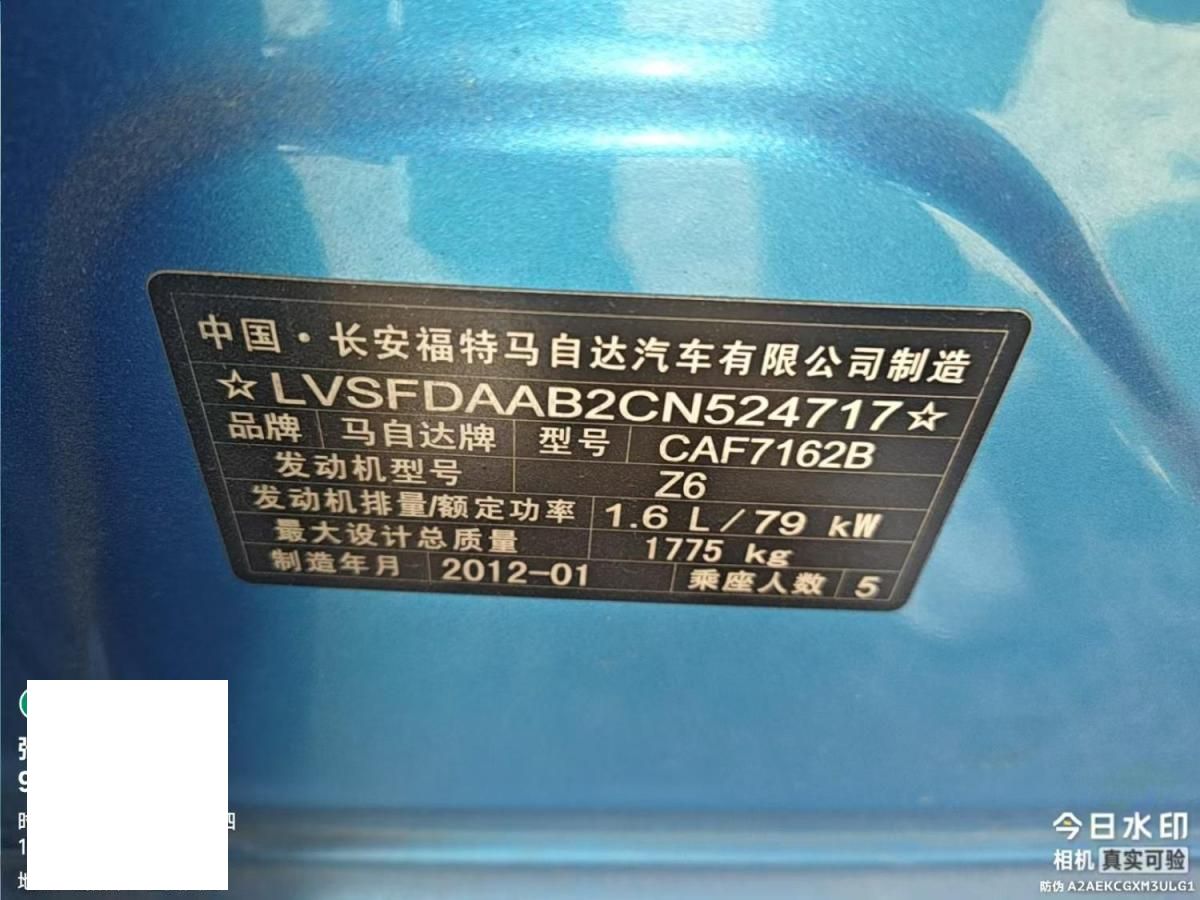 中国·长安福特马自达汽车有限公司制造
☆LVSFDAAB2CN524717☆
品牌 马自达牌 型号 CAF7162B
发动机型号 Z6
发动机排量/额定功率 1.6 L/79 kW
最大设计总质量 1775 kg
制造年月 2012-01 乘座人数 5
9
四
1
今日水印
相机 真实可验
防伪 A2AEKCGXM3ULG1